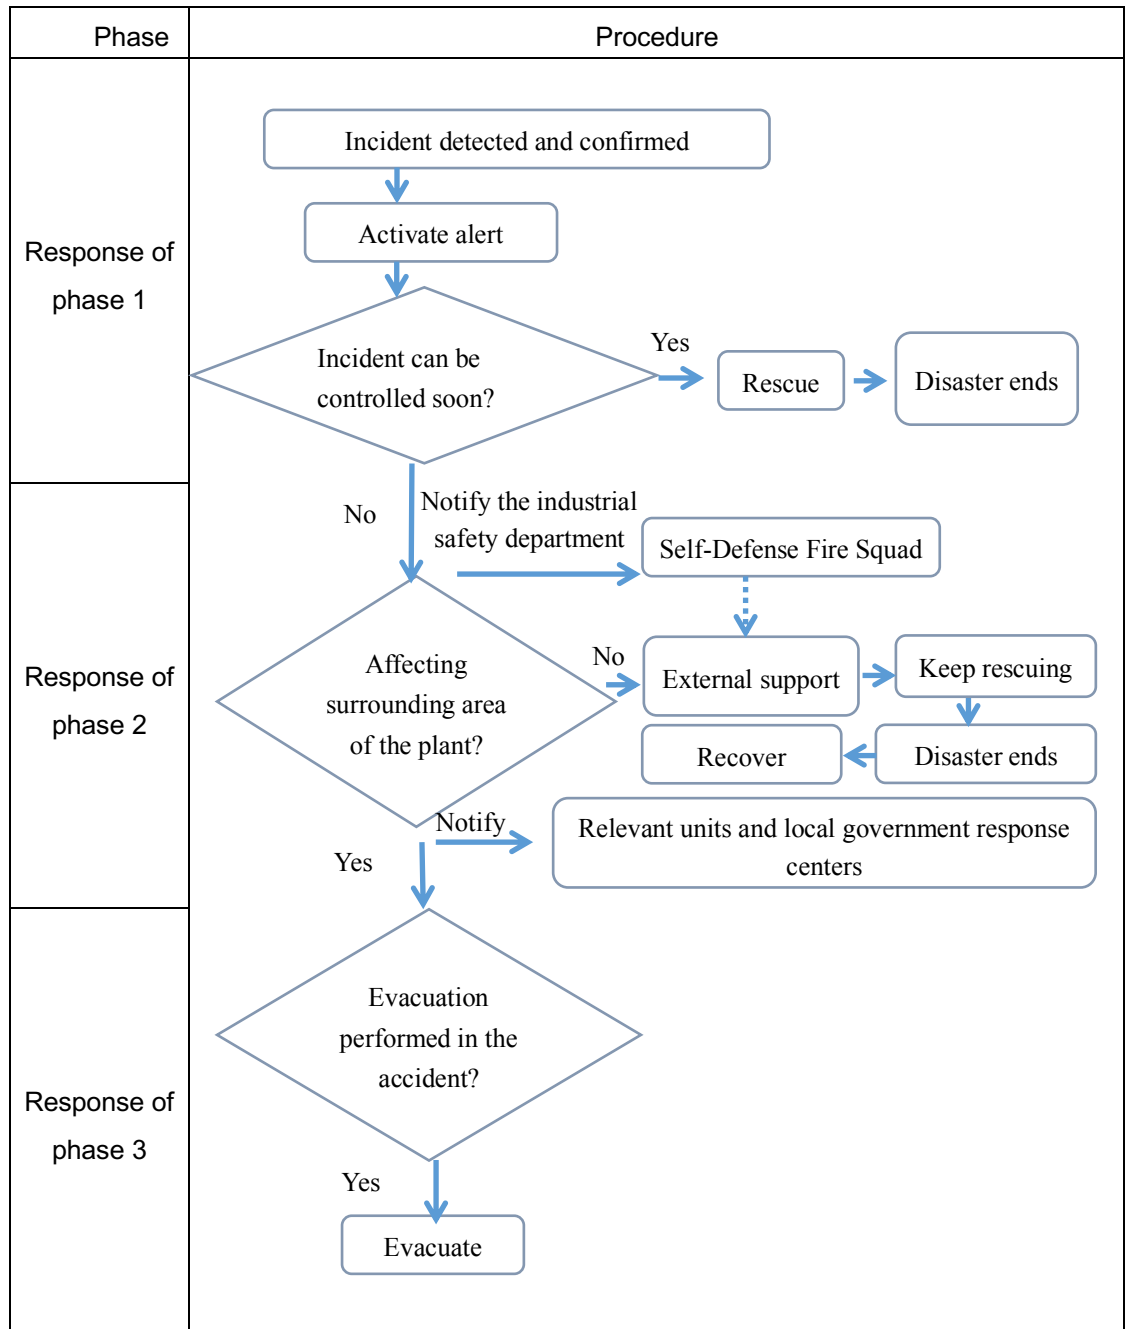 Phase
Procedure
Response of
phase 1
Incident detected and confirmed
Activate alert
Incident can be
controlled soon?
Yes
Rescue
Disaster ends
No
Response of
phase 2
Notify the industrial
safety department
Self-Defense Fire Squad
Affecting
surrounding area
of the plant?
No
External support
Keep rescuing
Disaster ends
Recover
Notify
Relevant units and local government response
centers
Yes
Response of
phase 3
Evacuation
performed in the
accident?
Yes
Evacuate